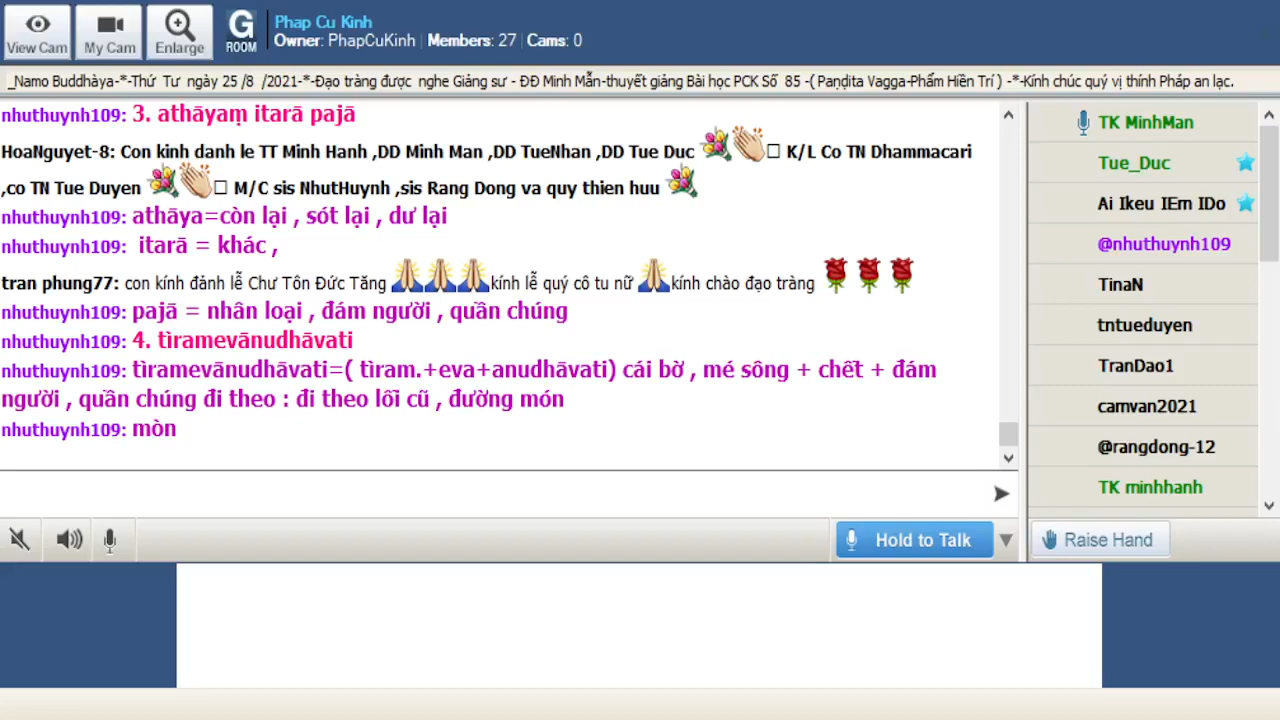 View Cam
My Cam
Enlarge
G
ROOM
Phap Cu Kinh
Owner: PhapCuKinh | Members: 27 | Cams: 0
_Namo Buddhàya-*-Thứ Tư ngày 25 /8 /2021-*-Đạo tràng được nghe Giảng sư - ĐĐ Minh Mẫn-thuyết giảng Bài học PCK Số 85 -( Paṇḍita Vagga-Phẩm Hiền Trí ) -*-Kính chúc quý vị thính Pháp an lạc.
nhuthuynh109: 3. athāyaṃ itarā pajā
HoaNguyet-8: Con kinh danh le TT Minh Hanh ,DD Minh Man ,DD TueNhan ,DD Tue Duc K/L Co TN Dhammacari
,co TN Tue Duyen M/C sis NhutHuynh ,sis Rang Dong va quy thien huu
nhuthuynh109: athāya=còn lại , sót lại , dư lại
nhuthuynh109: itarā = khác ,
tran phung77: con kính đãnh lễ Chư Tôn Đức Tăng 🙏🙏🙏kính lễ quý cô tu nữ 🙏kính chào đạo tràng 🌹🌹🌹
nhuthuynh109: pajā = nhân loại , đám người , quần chúng
nhuthuynh109: 4. tìramevānudhāvati
nhuthuynh109: tìramevānudhāvati=( tìram.+eva+anudhāvati) cái bờ , mé sông + chết + đám
người , quần chúng đi theo : đi theo lối cũ , đường món
nhuthuynh109: mòn
TK MinhMan
Tue_Duc
Ai Ikeu IEm IDo
@nhuthuynh109
TinaN
tntueduyen
TranDao1
camvan2021
@rangdong-12
TK minhhanh
Hold to Talk
Raise Hand